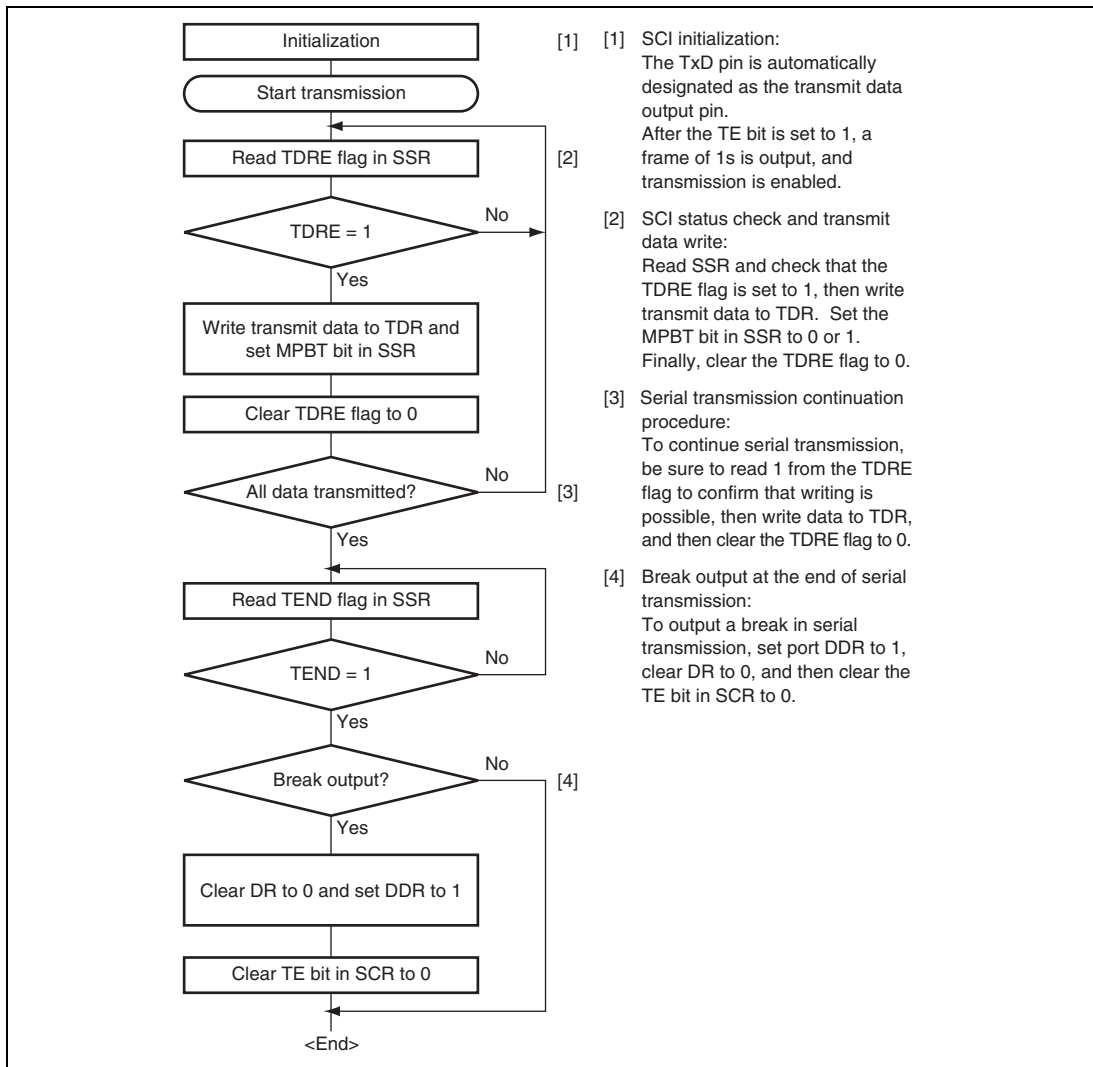 Initialization
[1]
Start transmission
Read TDRE flag in SSR
[2]
TDRE = 1
No
Yes
Write transmit data to TDR and
set MPBT bit in SSR
Clear TDRE flag to 0
All data transmitted?
No
[3]
Yes
Read TEND flag in SSR
TEND = 1
No
Yes
Break output?
No
[4]
Yes
Clear DR to 0 and set DDR to 1
Clear TE bit in SCR to 0
<End>
[1] SCI initialization:
The TxD pin is automatically
designated as the transmit data
output pin.
After the TE bit is set to 1, a
frame of 1s is output, and
transmission is enabled.
[2] SCI status check and transmit
data write:
Read SSR and check that the
TDRE flag is set to 1, then write
transmit data to TDR. Set the
MPBT bit in SSR to 0 or 1.
Finally, clear the TDRE flag to 0.
[3] Serial transmission continuation
procedure:
To continue serial transmission,
be sure to read 1 from the TDRE
flag to confirm that writing is
possible, then write data to TDR,
and then clear the TDRE flag to 0.
[4] Break output at the end of serial
transmission:
To output a break in serial
transmission, set port DDR to 1,
clear DR to 0, and then clear the
TE bit in SCR to 0.